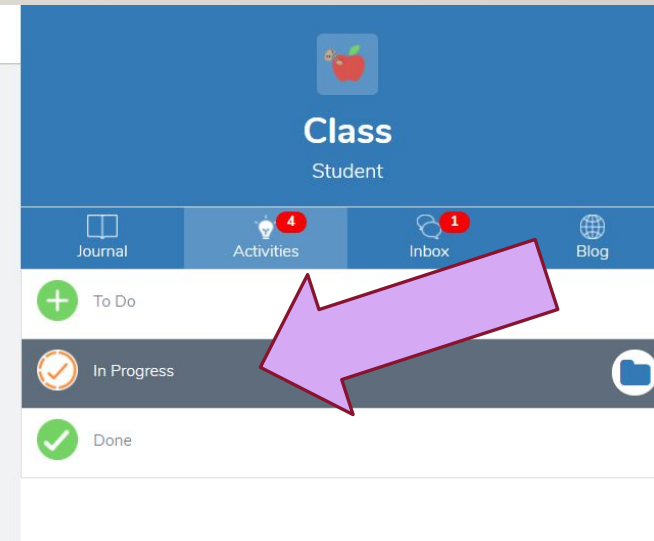 Class
Student
4
1
Journal
Activities
Inbox
Blog
To Do
In Progress
Done